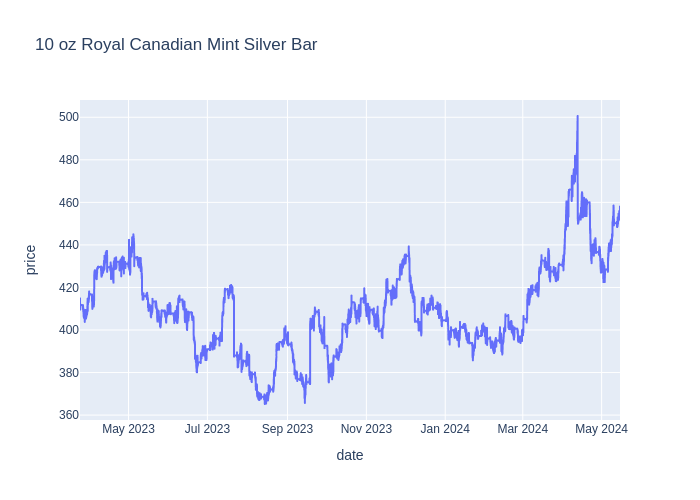 10 oz Royal Canadian Mint Silver Bar
500
480
460
440
420
400
380
360
price
May 2023 Jul 2023 Sep 2023 Nov 2023 Jan 2024 Mar 2024 May 2024
date